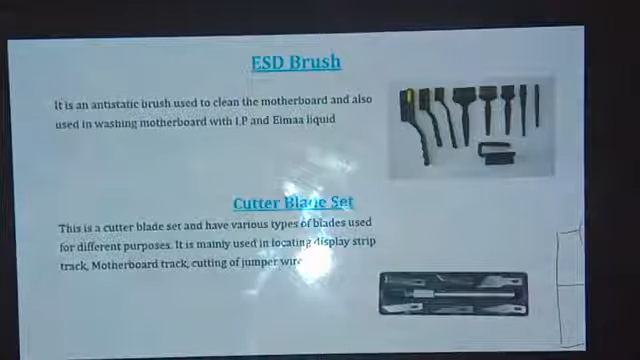 ESD Brush
It is an antistatic brush used to clean the motherboard and also
used in washing motherboard with I.P and Eimaa liquid
Cutter Blade Set
This is a cutter blade set and have various types of blades used
for different purposes. It is mainly used in locating display strip
track, Motherboard track, cutting of jumper wire